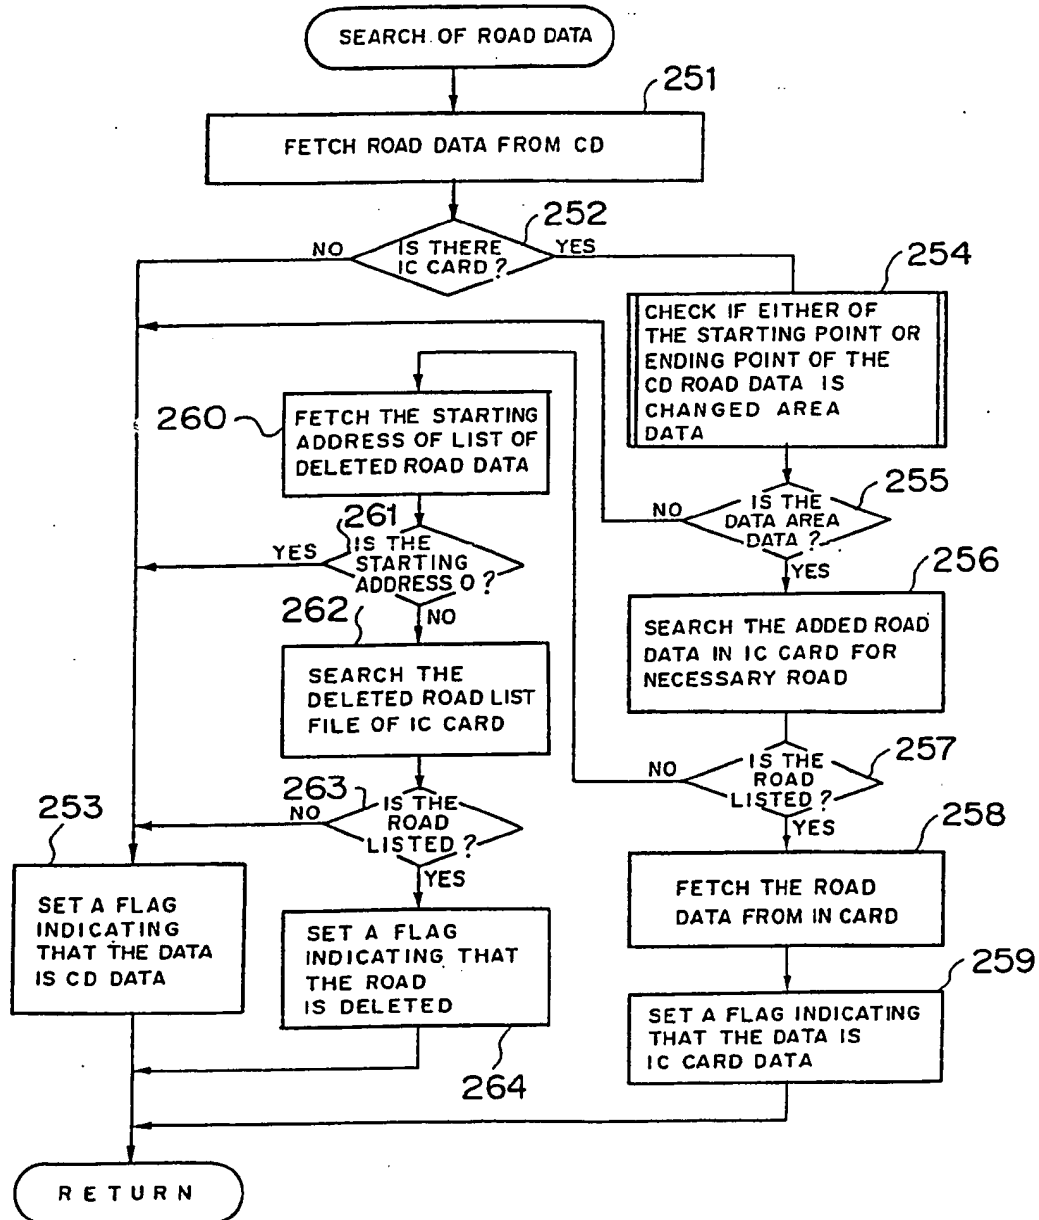 SEARCH OF ROAD DATA
251
FETCH ROAD DATA FROM CD
252
IS THERE
IC CARD?
NO
YES
254
CHECK IF EITHER OF
THE STARTING POINT OR
ENDING POINT OF THE
CD ROAD DATA IS
CHANGED AREA
DATA
260
FETCH THE STARTING
ADDRESS OF LIST OF
DELETED ROAD DATA
255
IS THE
DATA AREA
DATA?
NO
YES
261
IS THE
STARTING
ADDRESS 0?
YES
NO
256
SEARCH THE ADDED ROAD
DATA IN IC CARD FOR
NECESSARY ROAD
262
SEARCH THE
DELETED ROAD LIST
FILE OF IC CARD
257
IS THE
ROAD
LISTED?
NO
YES
263
IS THE
ROAD
LISTED?
NO
YES
253
SET A FLAG
INDICATING
THAT THE DATA
IS CD DATA
258
FETCH THE ROAD
DATA FROM IN CARD
264
SET A FLAG
INDICATING THAT
THE ROAD
IS DELETED
259
SET A FLAG INDICATING
THAT THE DATA IS
IC CARD DATA
RETURN